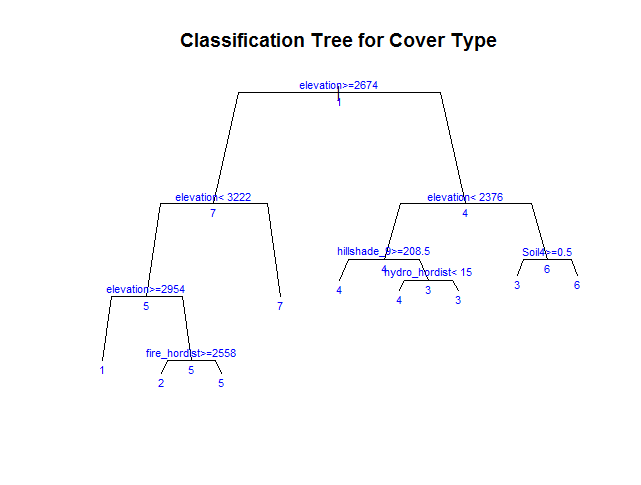 Classification Tree for Cover Type
elevation>=2674
1
elevation< 3222
7
elevation< 2376
4
hillshade_9>=208.5
4
Soil4>=0.5
6
hydro_hordist< 15
3
4
4
3
3
6
elevation>=2954
5
7
fire_hordist>=2558
5
1
2
5